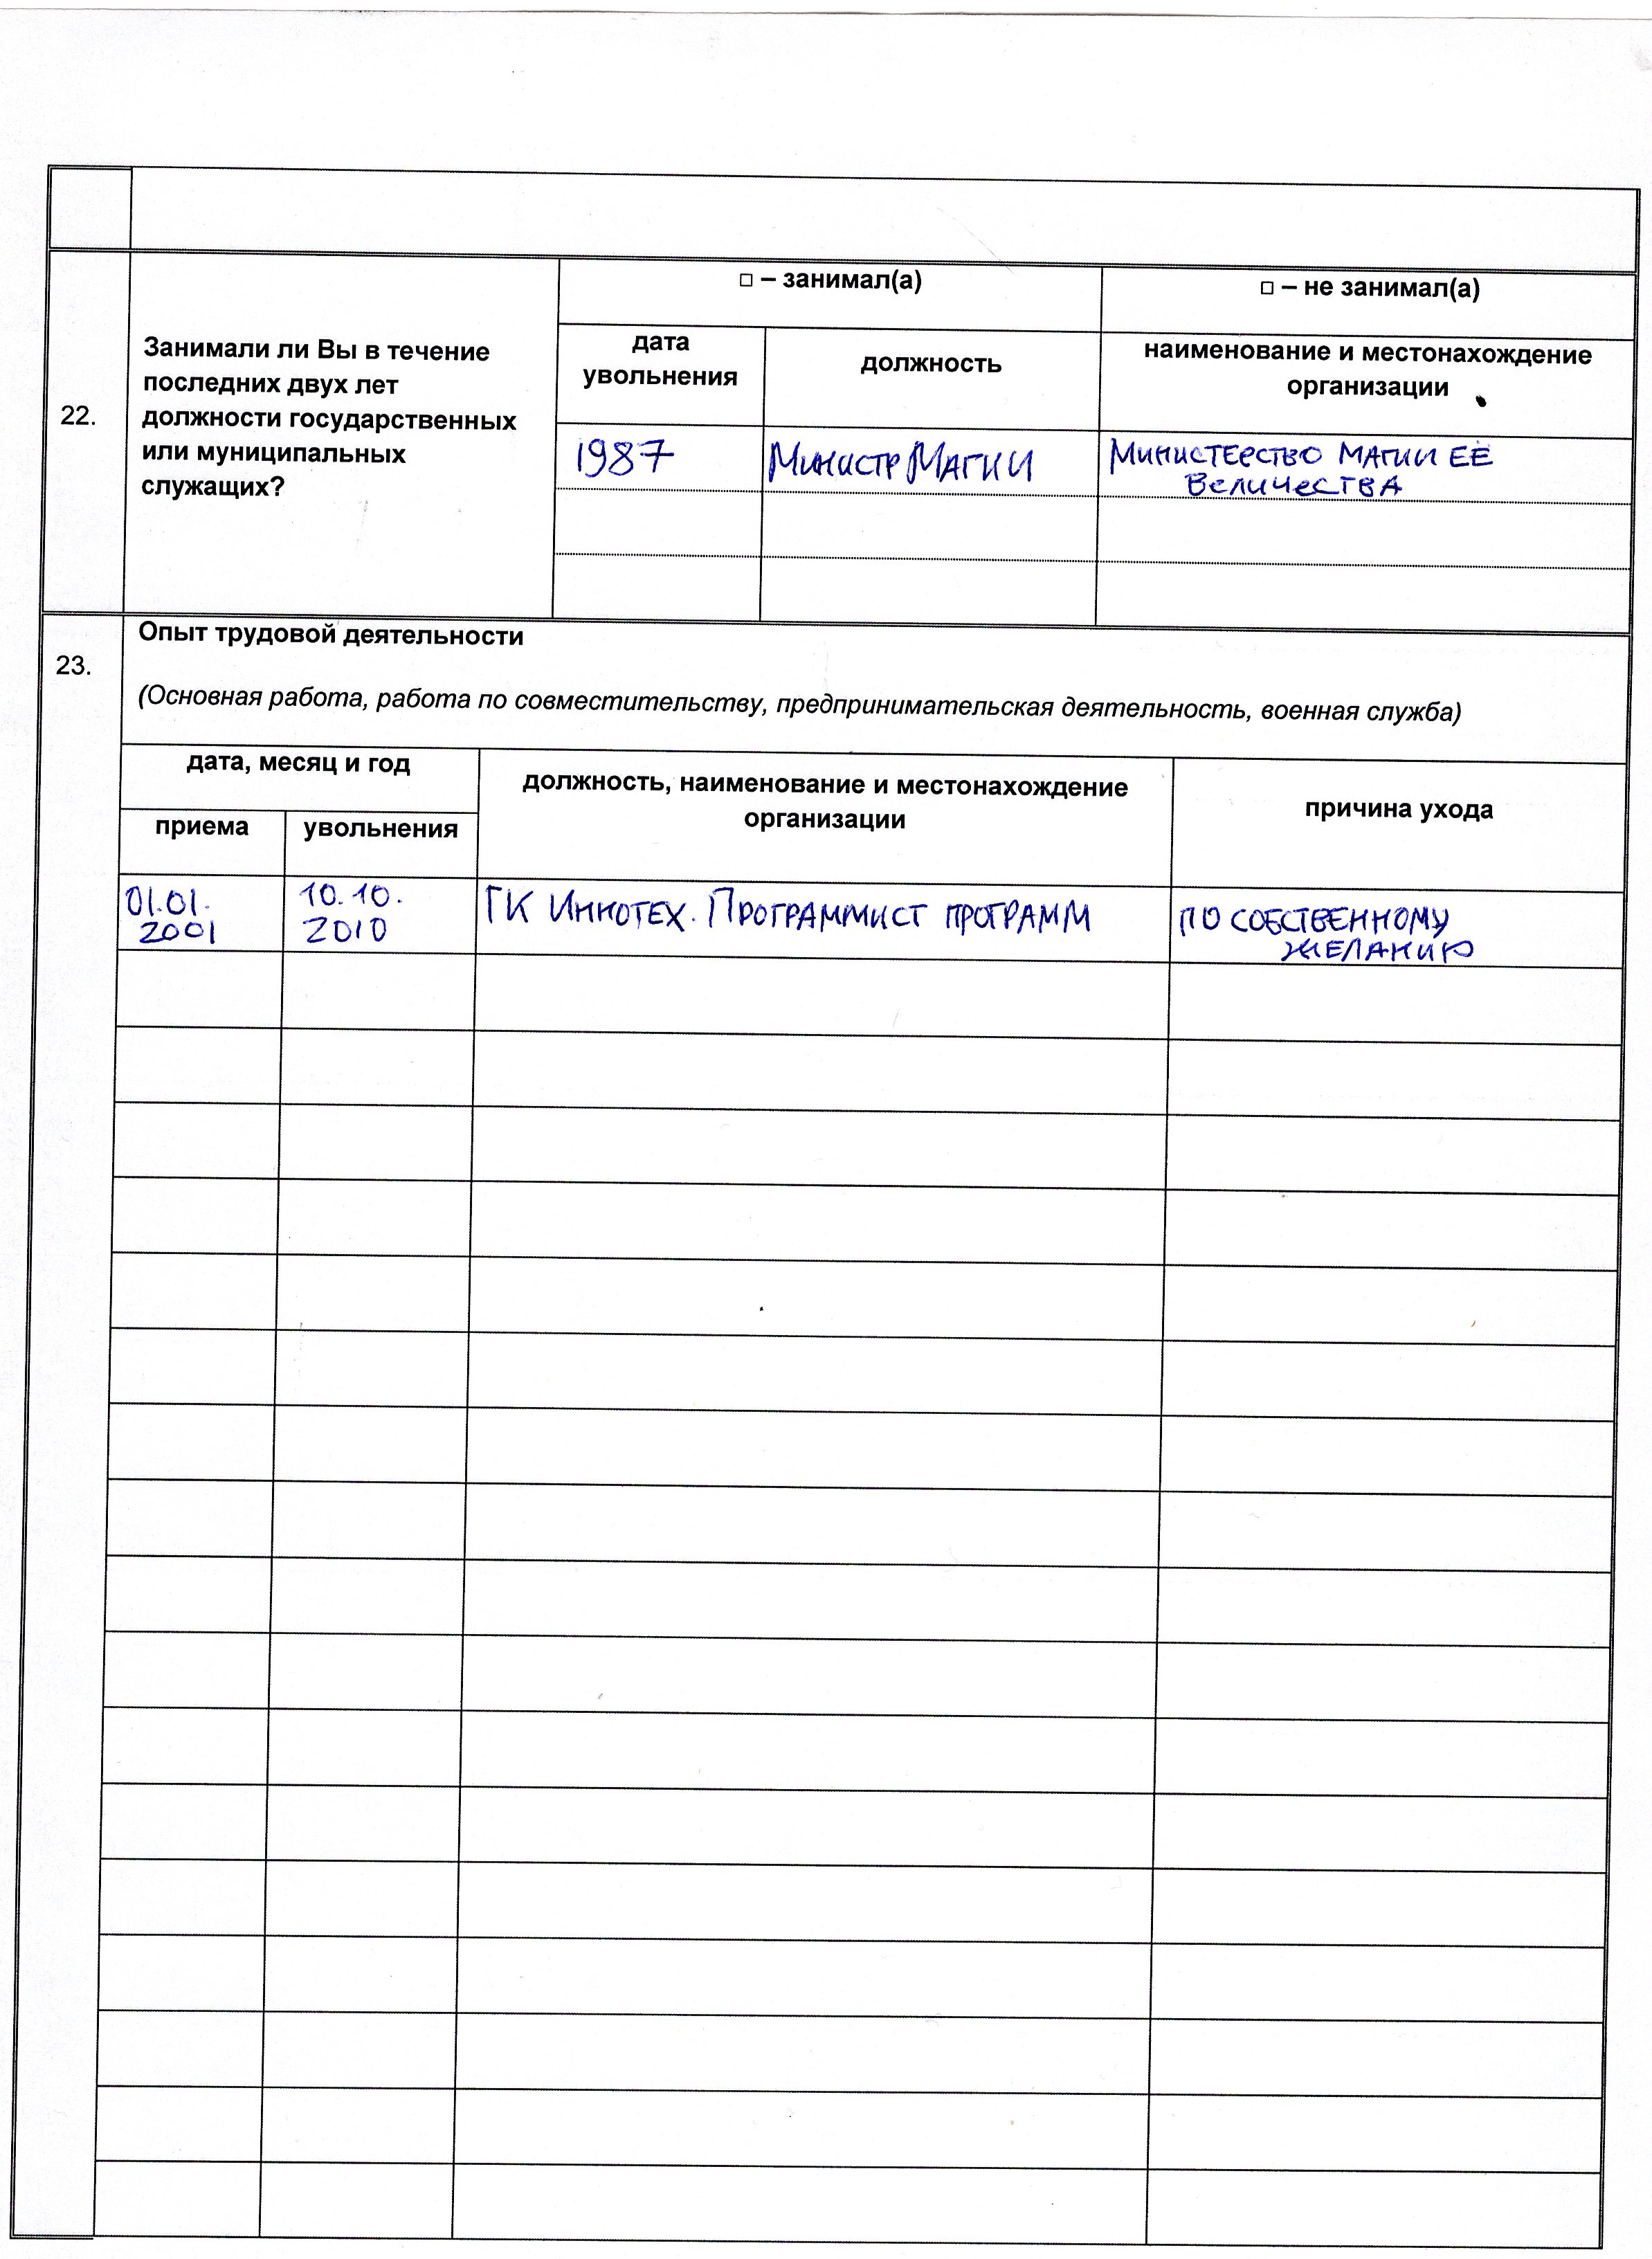 □ – занимал(а)
□ – не занимал(а)
22.
Занимали ли Вы в течение
последних двух лет
должности государственных
или муниципальных
служащих?
дата
увольнения
должность
наименование и местонахождение
организации
1987
Министр Магии
Министерство магии её
Величества
23.
Опыт трудовой деятельности
(Основная работа, работа по совместительству, предпринимательская деятельность, военная служба)
дата, месяц и год
должность, наименование и местонахождение
организации
причина ухода
приема
увольнения
01.01.
2001
10.10.
2010
ГК Иннотех. Программист программ
по собственному
желанию